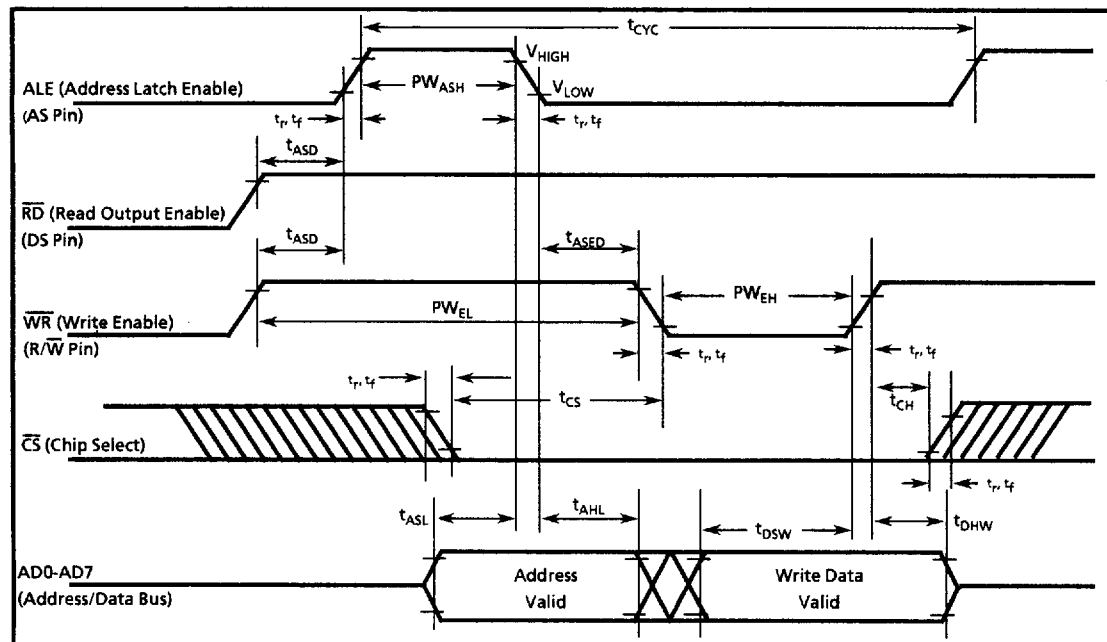 tCYC
VHIGH
ALE (Address Latch Enable)
(AS Pin)
PWASH
VLOW
tr, tf
tr, tf
tASD
RD (Read Output Enable)
(DS Pin)
tASD
tASED
WR (Write Enable)
(R/W Pin)
PWEL
PWEH
tr, tf
tr, tf
tr, tf
tCS
tCH
CS (Chip Select)
tr, tf
tASL
tAHL
tDSW
tDHW
AD0-AD7
(Address/Data Bus)
Address
Valid
Write Data
Valid